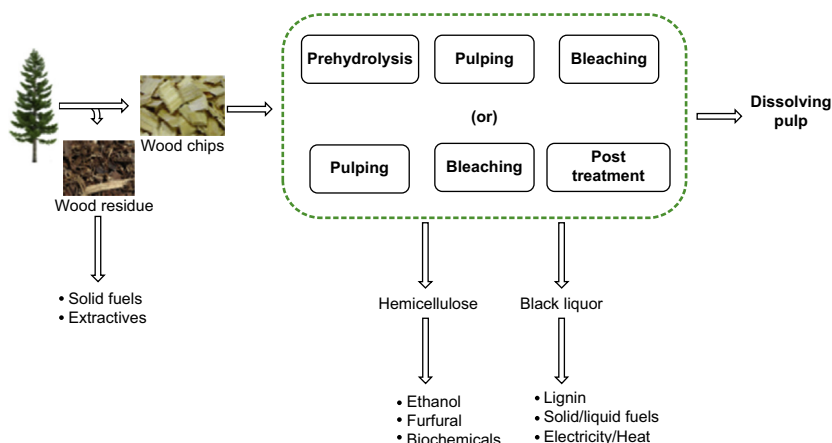 Prehydrolysis
Pulping
Bleaching
(or)
Pulping
Bleaching
Post
treatment
Dissolving
pulp
Wood chips
Wood residue
• Solid fuels
• Extractives
Hemicellulose
Black liquor
• Ethanol
• Furfural
• Biochemicals
• Lignin
• Solid/liquid fuels
• Electricity/Heat